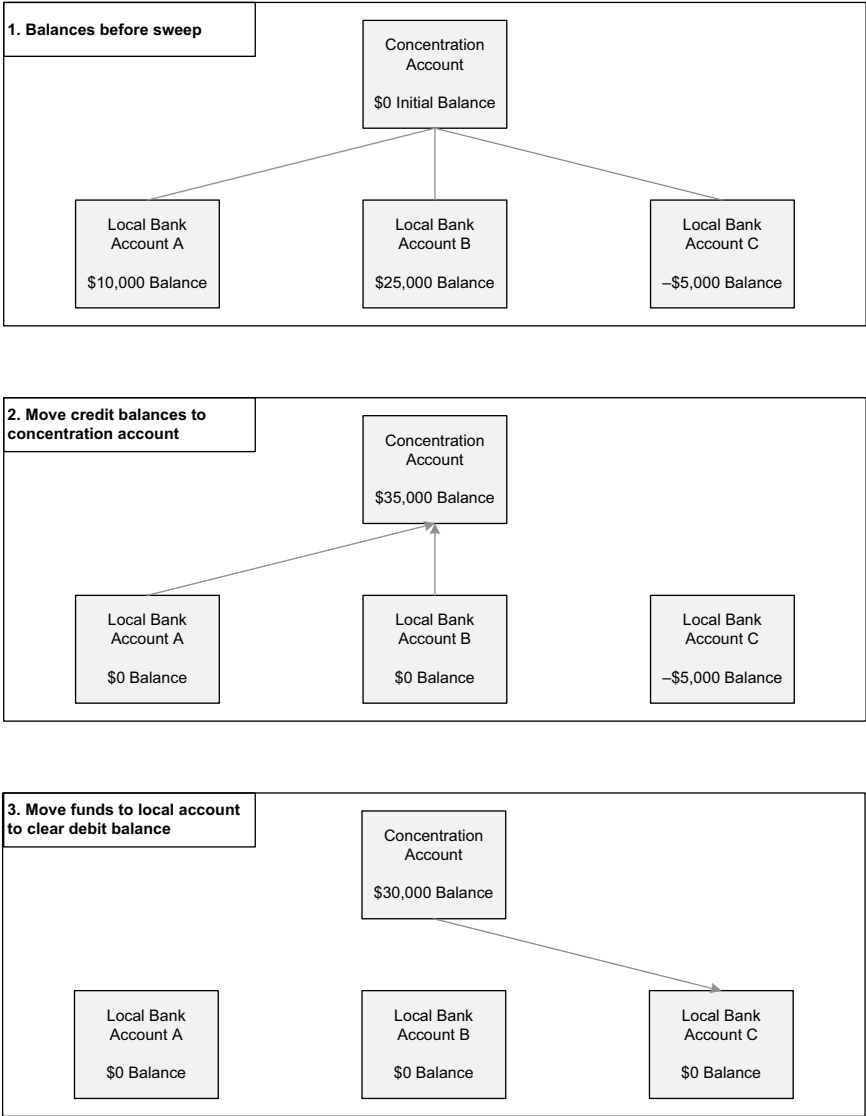 1. Balances before sweep
Concentration
Account
$0 Initial Balance
Local Bank
Account A
$10,000 Balance
Local Bank
Account B
$25,000 Balance
Local Bank
Account C
–$5,000 Balance
2. Move credit balances to
concentration account
Concentration
Account
$35,000 Balance
Local Bank
Account A
$0 Balance
Local Bank
Account B
$0 Balance
Local Bank
Account C
–$5,000 Balance
3. Move funds to local account
to clear debit balance
Concentration
Account
$30,000 Balance
Local Bank
Account A
$0 Balance
Local Bank
Account B
$0 Balance
Local Bank
Account C
$0 Balance